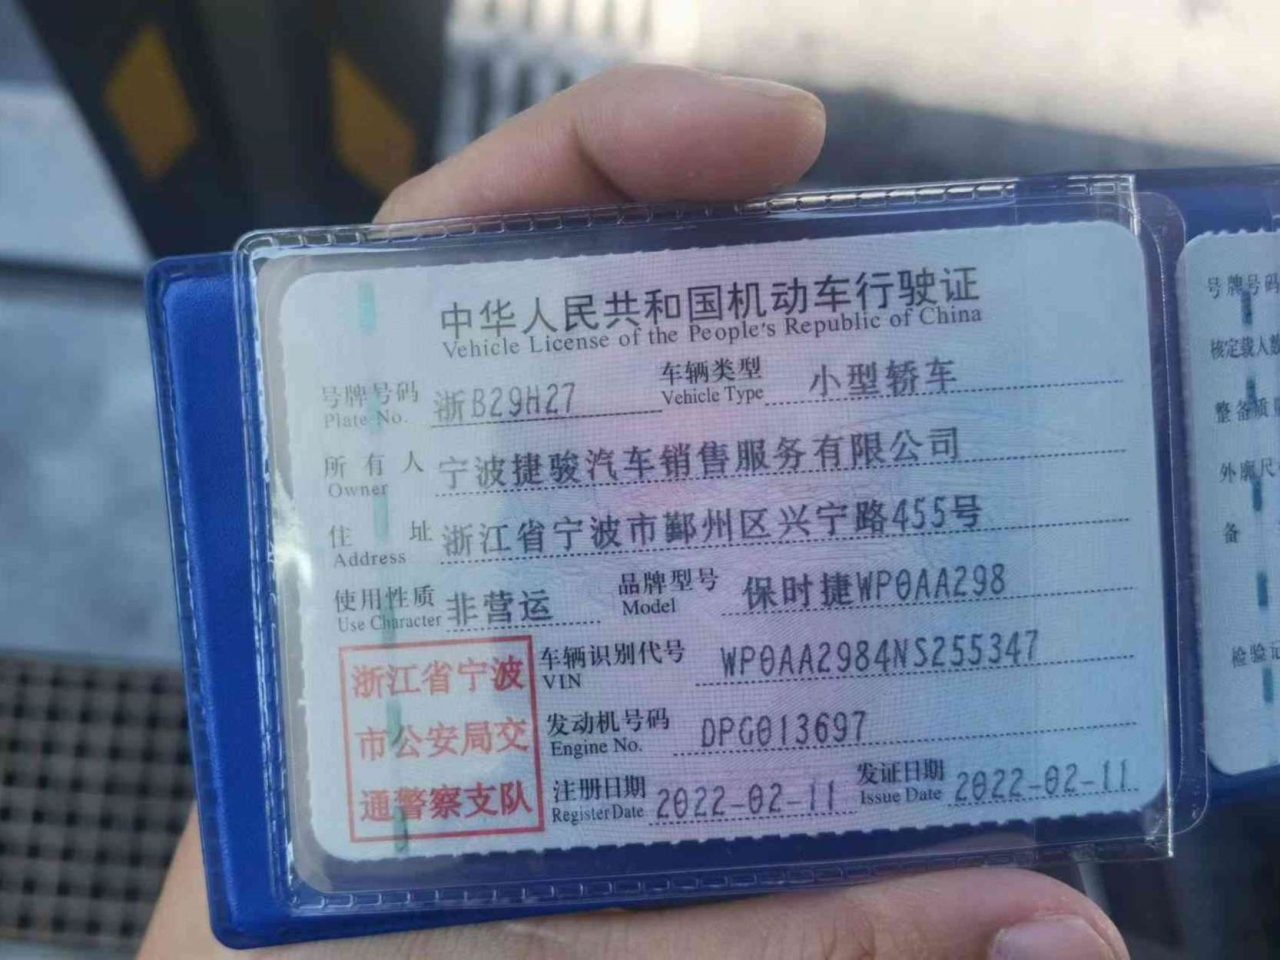 中华人民共和国机动车行驶证
Vehicle License of the People's Republic of China
号牌号码 浙B29H27 车辆类型 小型轿车
Plate No. Vehicle Type
所有人 宁波捷骏汽车销售服务有限公司
Owner
住址 浙江省宁波市鄞州区兴宁路455号
Address
使用性质 非营运 品牌型号 保时捷WP0AA298
Use Character Model
浙江省宁波
市公安局交
通警察支队
车辆识别代号 WP0AA2984NS255347
VIN
发动机号码 DPG013697
Engine No.
注册日期 2022-02-11 发证日期 2022-02-11
Register Date Issue Date
号牌号码
核定载人数
整备质
外廓尺
备
检验记